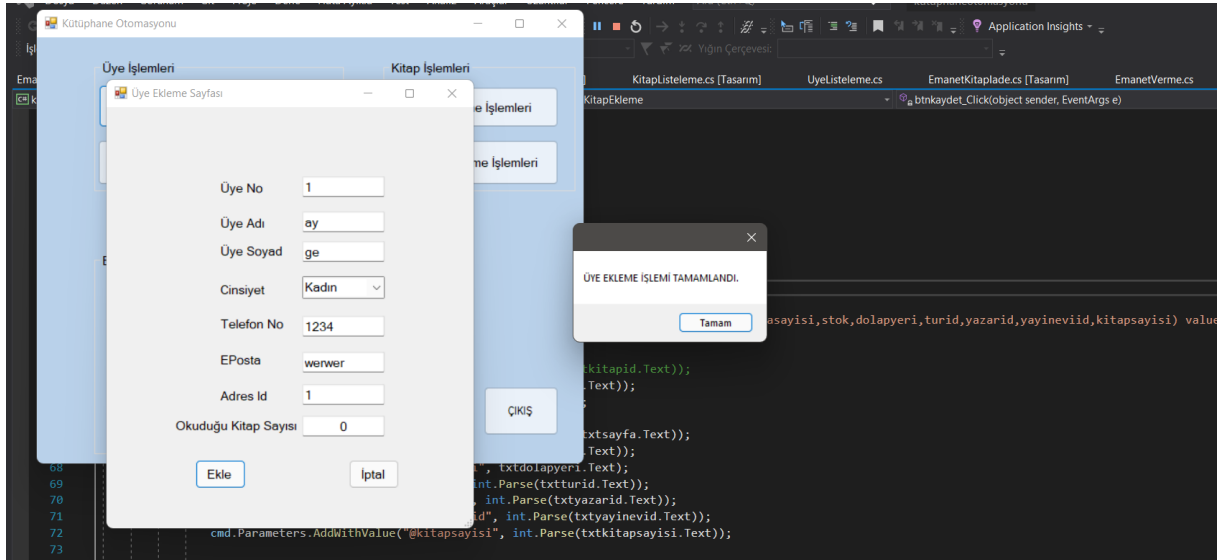 Kütüphane Otomasyonu
Application Insights
Yığın Çerçevesi:
KitapListeleme.cs [Tasarım]
UyeListeleme.cs
EmanetKitaplade.cs [Tasarım]
EmanetVerme.cs
KitapEkleme
btnkaydet_Click(object sender, EventArgs e)
Üye İşlemleri
Kitap İşlemleri
e İşlemleri
me İşlemleri
ÇIKIŞ
Üye Ekleme Sayfası
Üye No 1
Üye Adı ay
Üye Soyad ge
Cinsiyet Kadın
Telefon No 1234
EPosta werwer
Adres Id 1
Okuduğu Kitap Sayısı 0
Ekle İptal
ÜYE EKLEME İŞLEMİ TAMAMLANDI.
Tamam
asayisi,stok,dolapyeri,turid,yazarid,yayineviid,kitapsayisi) value
tkitapid.Text));
.Text));
;
txtsayfa.Text));
.Text));
68 i", txtdolapyeri.Text);
69 int.Parse(txtturid.Text));
70 , int.Parse(txtyazarid.Text));
71 id", int.Parse(txtyayinevid.Text));
72 cmd.Parameters.AddWithValue("@kitapsayisi", int.Parse(txtkitapsayisi.Text));
73